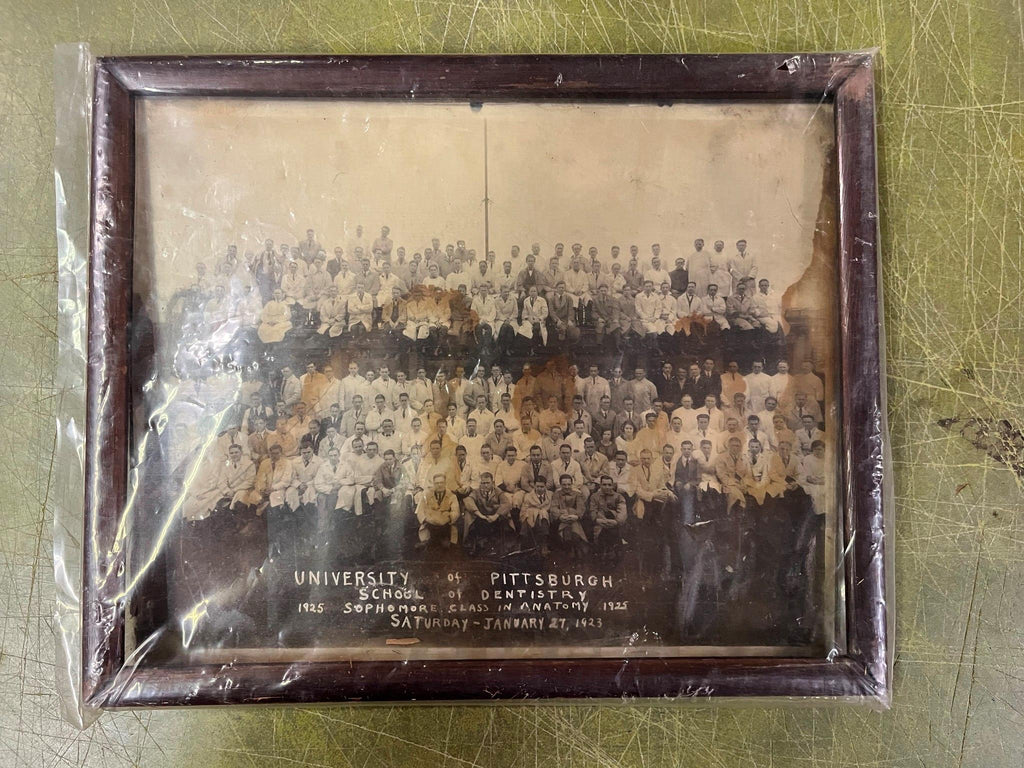 UNIVERSITY of PITTSBURGH
SCHOOL of DENTISTRY
1925 SOPHOMORE CLASS IN ANATOMY 1925
SATURDAY - JANUARY 27, 1923